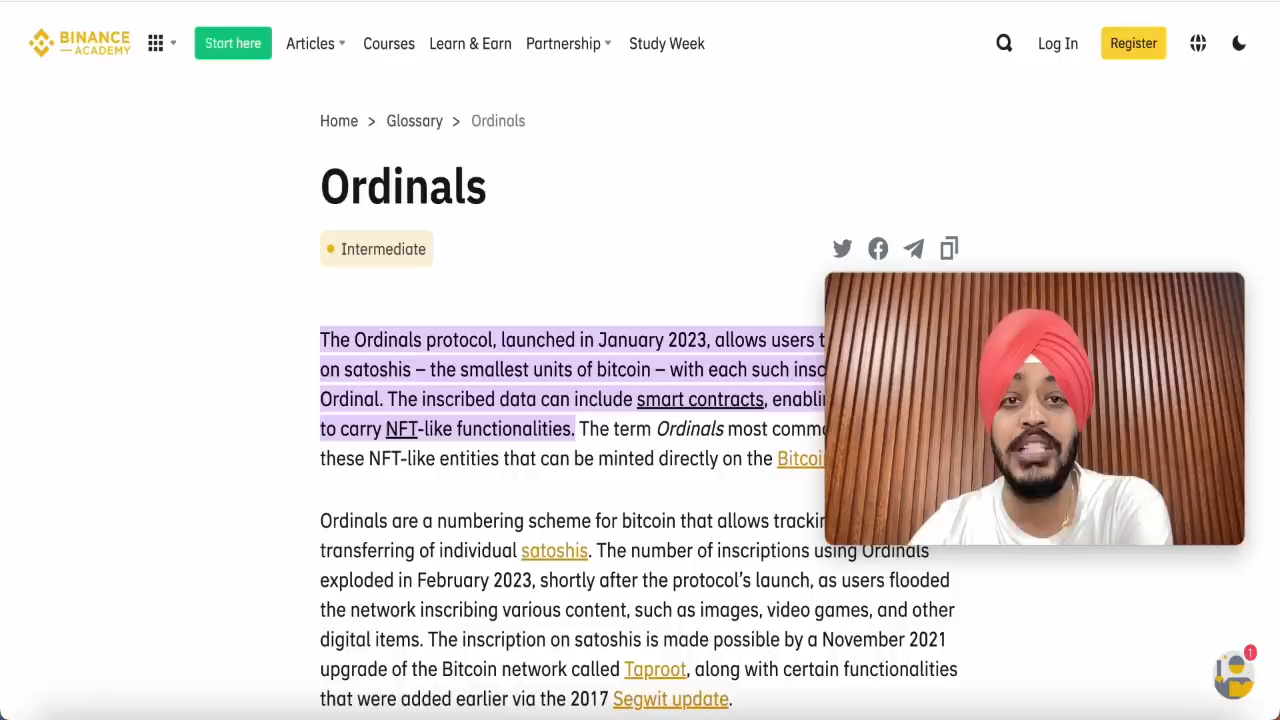 BINANCE
ACADEMY
Start here
Articles
Courses
Learn & Earn
Partnership
Study Week
Log In
Register
Home > Glossary > Ordinals
Ordinals
Intermediate
The Ordinals protocol, launched in January 2023, allows users
on satoshis – the smallest units of bitcoin – with each such
Ordinal. The inscribed data can include smart contracts,
to carry NFT-like functionalities. The term Ordinals most
these NFT-like entities that can be minted directly on the
Ordinals are a numbering scheme for bitcoin that allows
transferring of individual satoshis. The number of inscriptions using Ordinals
exploded in February 2023, shortly after the protocol's launch, as users flooded
the network inscribing various content, such as images, video games, and other
digital items. The inscription on satoshis is made possible by a November 2021
upgrade of the Bitcoin network called Taproot, along with certain functionalities
that were added earlier via the 2017 Segwit update.
1